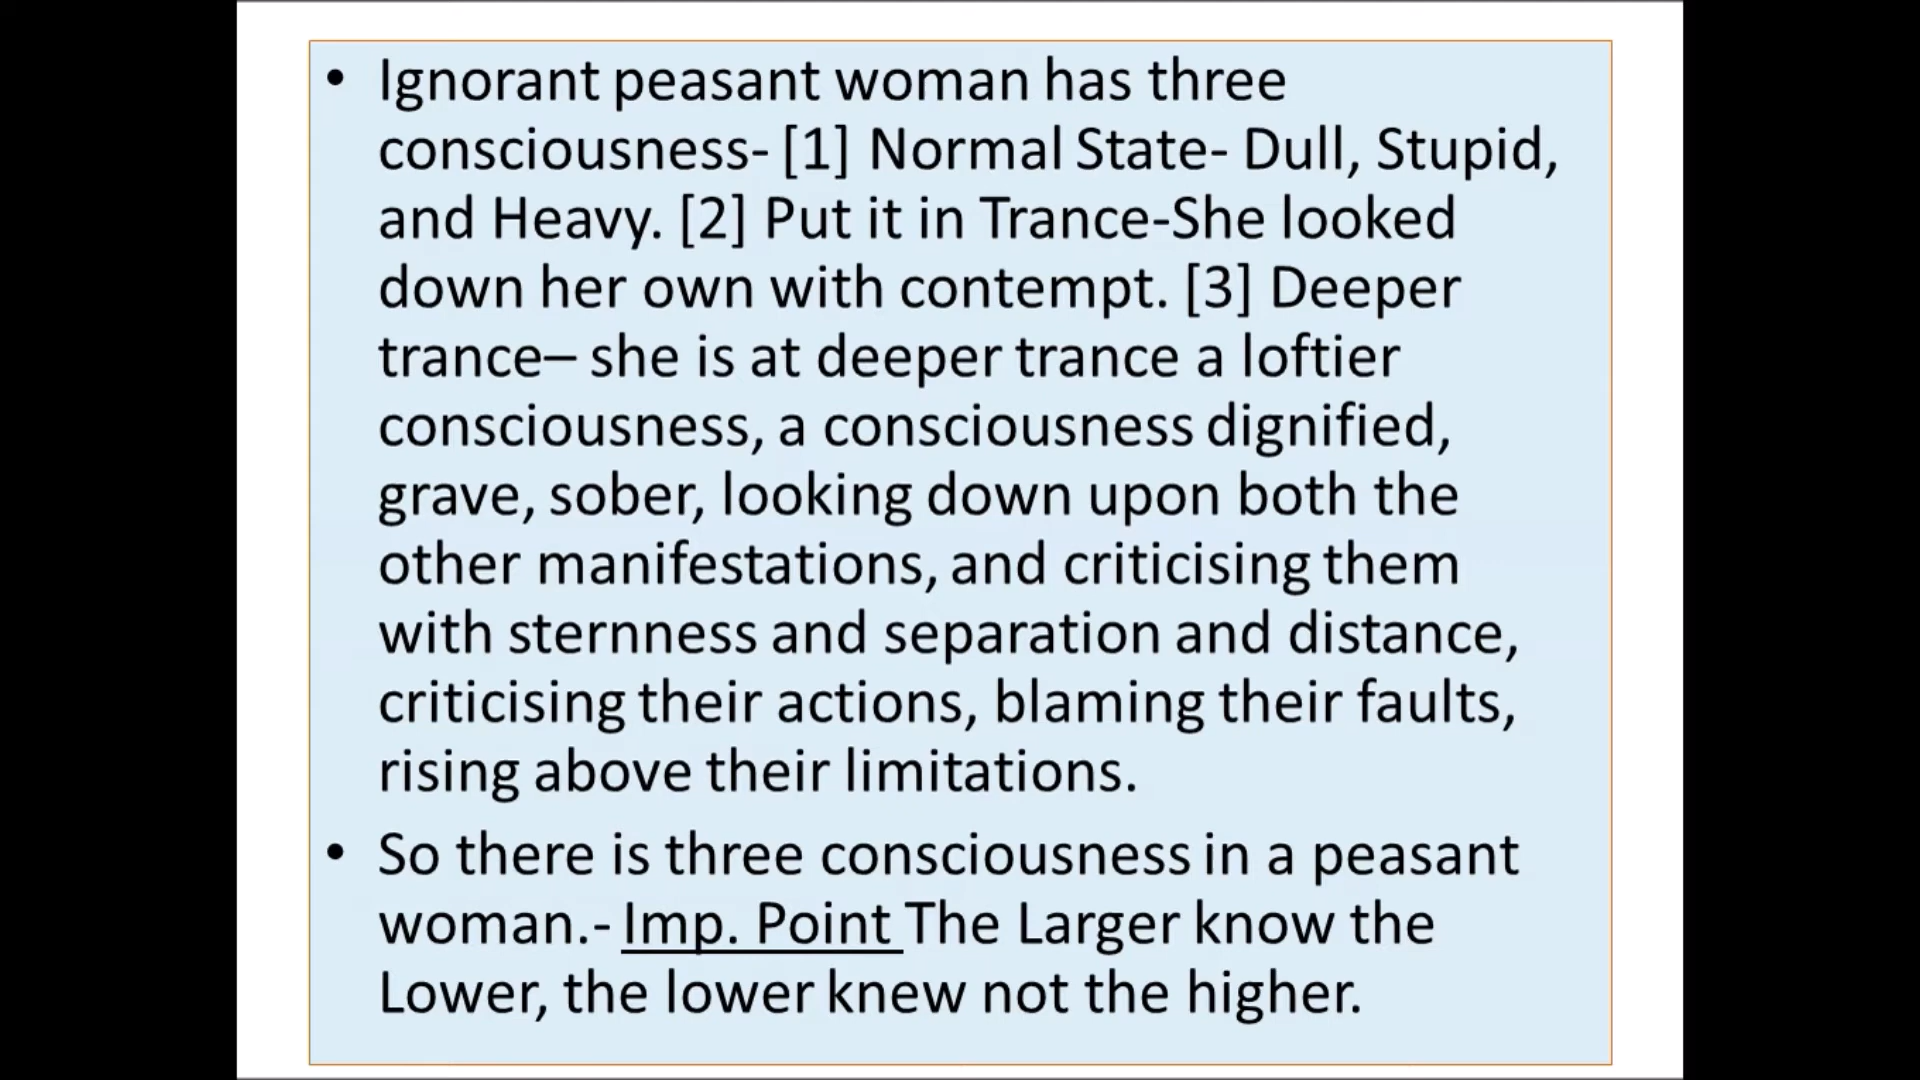 • Ignorant peasant woman has three
consciousness- [1] Normal State- Dull, Stupid,
and Heavy. [2] Put it in Trance-She looked
down her own with contempt. [3] Deeper
trance– she is at deeper trance a loftier
consciousness, a consciousness dignified,
grave, sober, looking down upon both the
other manifestations, and criticising them
with sternness and separation and distance,
criticising their actions, blaming their faults,
rising above their limitations.
• So there is three consciousness in a peasant
woman.- Imp. Point The Larger know the
Lower, the lower knew not the higher.